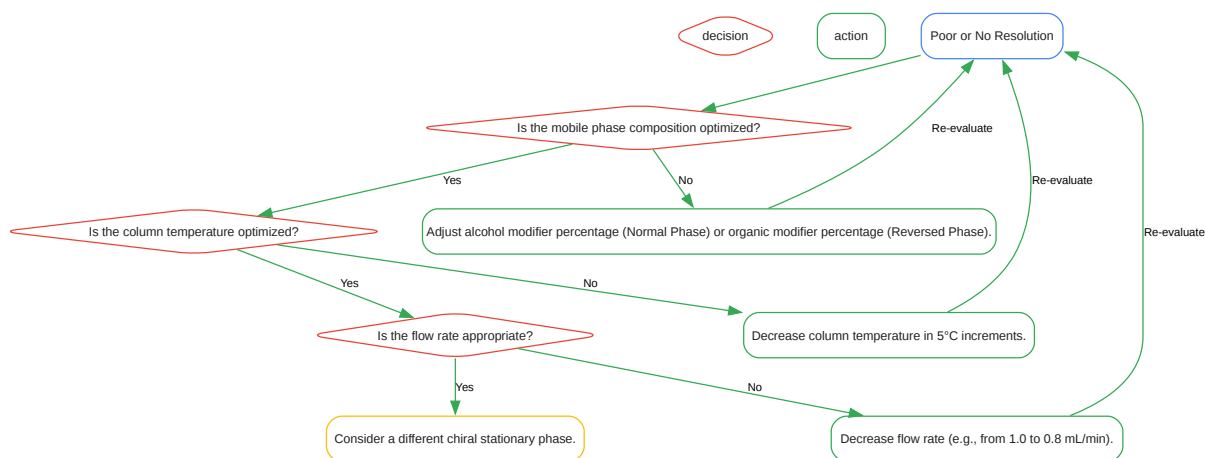 decision
action
Poor or No Resolution
Is the mobile phase composition optimized?
Re-evaluate
Yes
No
Re-evaluate
Is the column temperature optimized?
Adjust alcohol modifier percentage (Normal Phase) or organic modifier percentage (Reversed Phase).
Re-evaluate
Yes
No
Is the flow rate appropriate?
Decrease column temperature in 5°C increments.
Yes
No
Consider a different chiral stationary phase.
Decrease flow rate (e.g., from 1.0 to 0.8 mL/min).